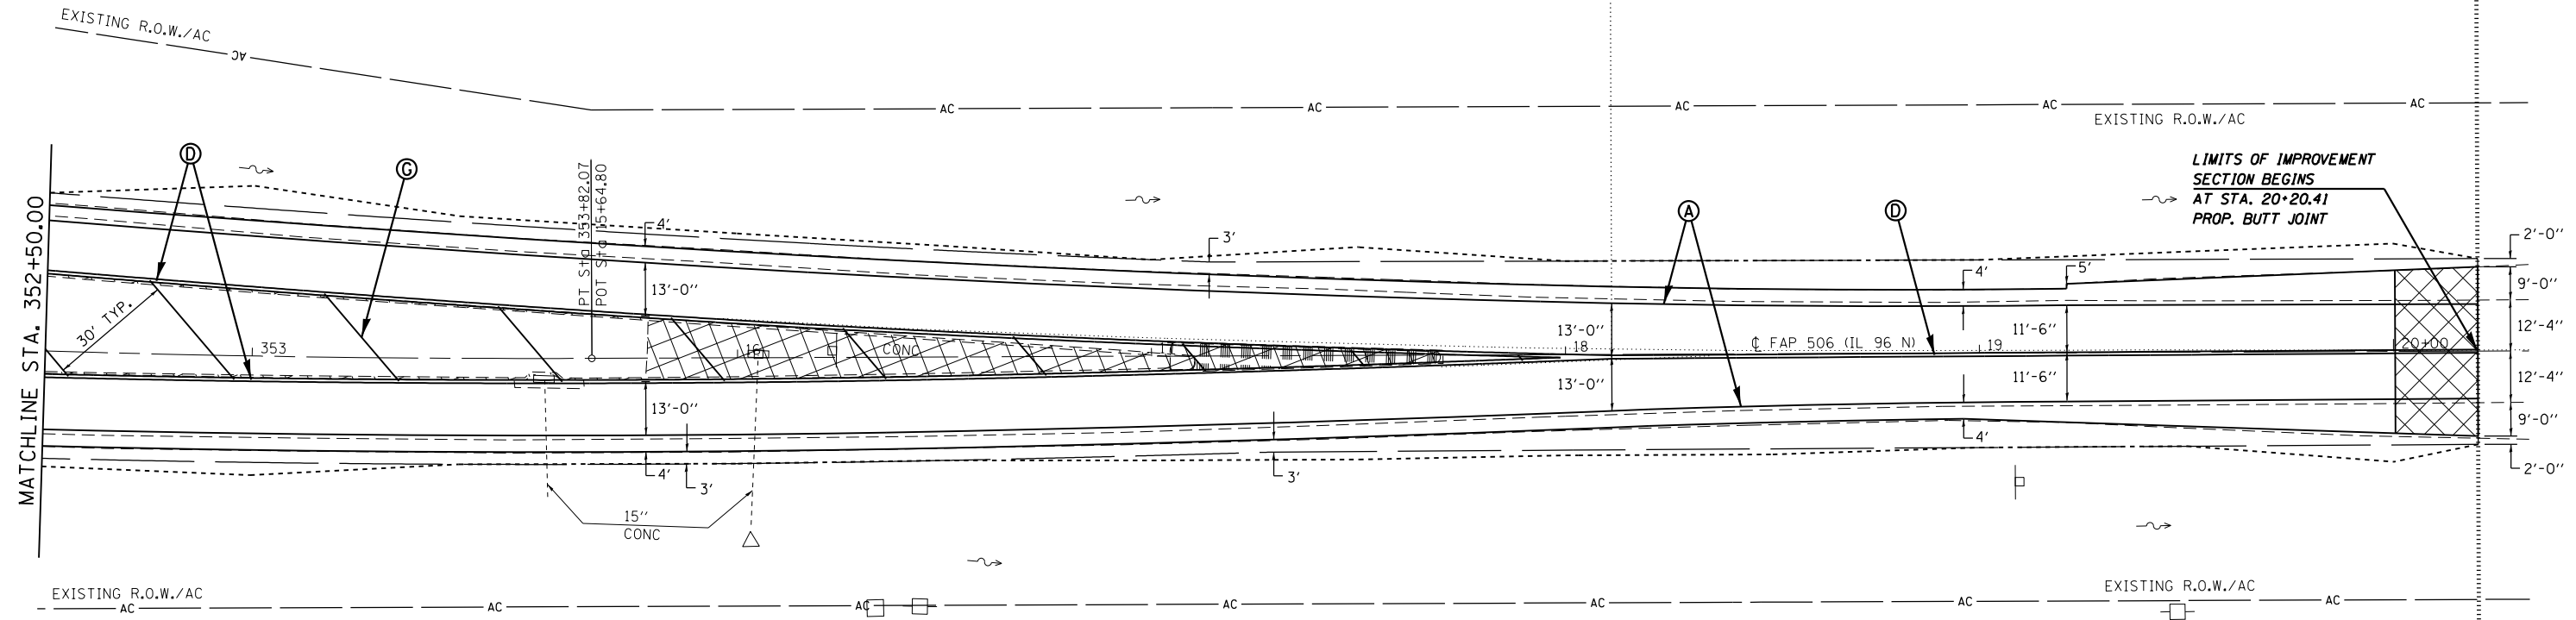 EXISTING R.O.W./AC
AC
AC
AC
AC
AC
AC
EXISTING R.O.W./AC
LIMITS OF IMPROVEMENT
SECTION BEGINS
AT STA. 20+20.41
PROP. BUTT JOINT
D
G
A
D
MATCHLINE STA. 352+50.00
PT Sta 353+82.07
POT Sta 15+64.80
4'
3'
4'
5'
2'-0"
9'-0"
13'-0"
30' TYP.
13'-0"
11'-6"
12'-4"
353
16
CONC
18
℄ FAP 506 (IL 96 N)
19
20+00
13'-0"
11'-6"
12'-4"
13'-0"
9'-0"
4'
3'
3'
4'
2'-0"
15"
CONC
EXISTING R.O.W./AC
EXISTING R.O.W./AC
AC
AC
AC
AC
AC
AC
AC